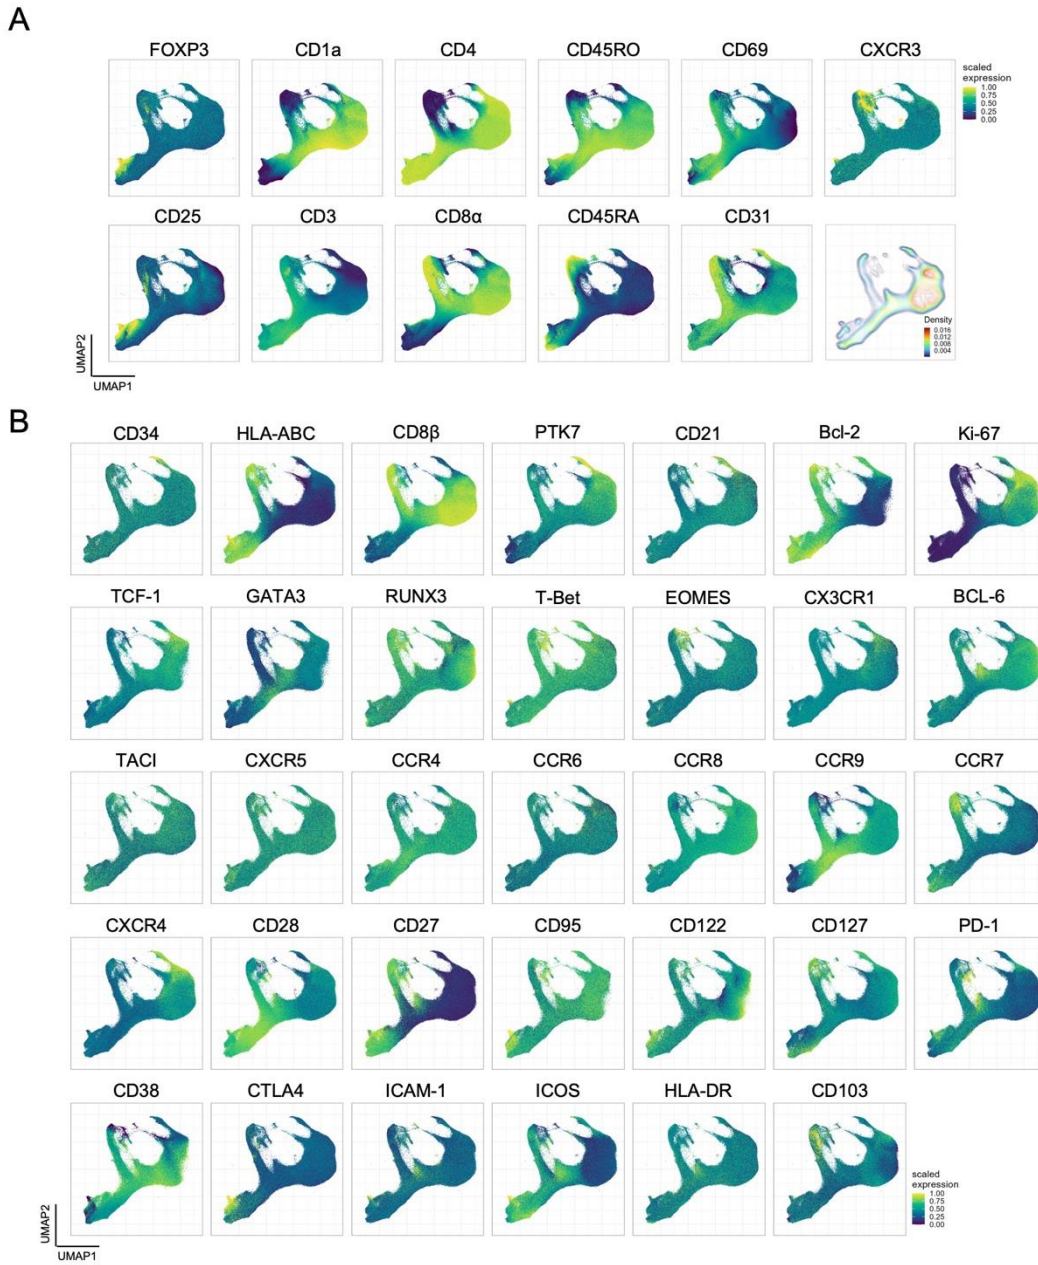 A
FOXP3 CD1a CD4 CD45RO CD69 CXCR3
scaled
expression
1.00
0.75
0.50
0.25
0.00
CD25 CD3 CD8α CD45RA CD31
Density
0.016
0.012
0.008
0.004
UMAP2
UMAP1
B
CD34 HLA-ABC CD8β PTK7 CD21 Bcl-2 Ki-67
TCF-1 GATA3 RUNX3 T-Bet EOMES CX3CR1 BCL-6
TACI CXCR5 CCR4 CCR6 CCR8 CCR9 CCR7
CXCR4 CD28 CD27 CD95 CD122 CD127 PD-1
CD38 CTLA4 ICAM-1 ICOS HLA-DR CD103
scaled
expression
1.00
0.75
0.50
0.25
0.00
UMAP2
UMAP1